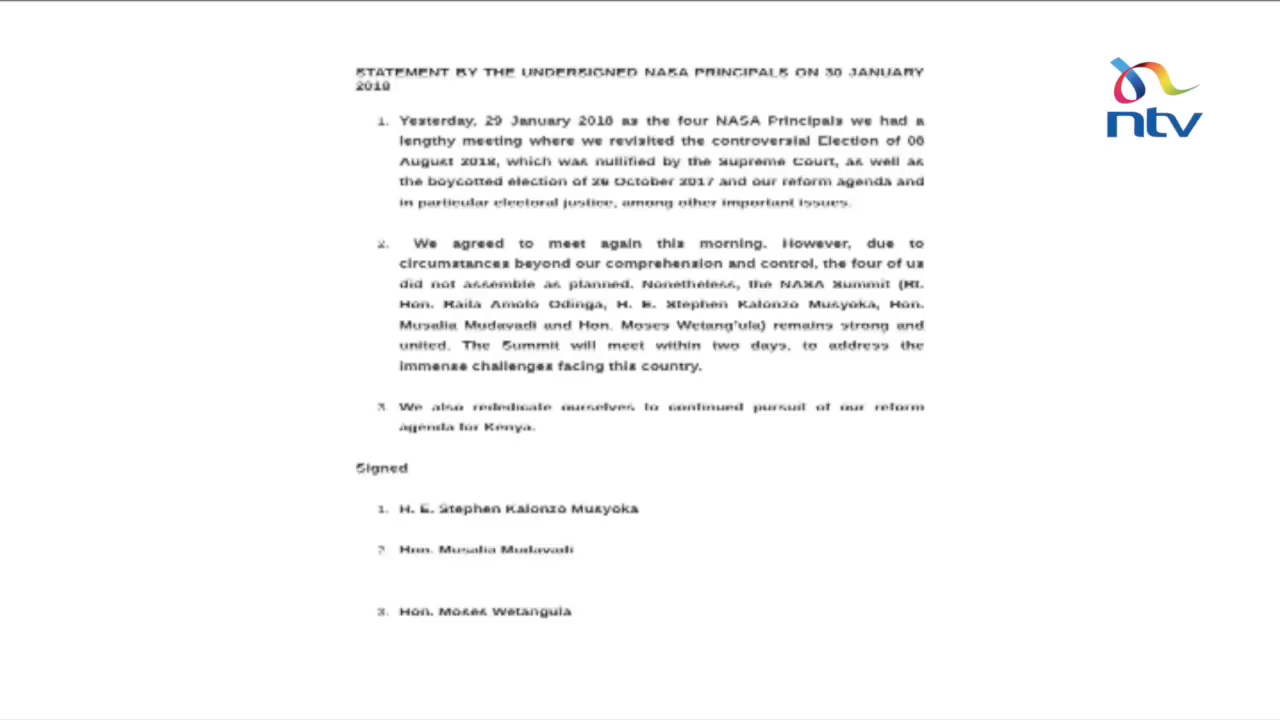 STATEMENT BY THE UNDERSIGNED NASA PRINCIPALS ON 30 JANUARY
2018
1. Yesterday, 29 January 2018 as the four NASA Principals we had a
lengthy meeting where we revisited the controversial Election of 08
August 2018, which was nullified by the Supreme Court, as well as
the boycotted election of 26 October 2017 and our reform agenda and
in particular electoral justice, among other important issues.
2. We agreed to meet again this morning. However, due to
circumstances beyond our comprehension and control, the four of us
did not assemble as planned. Nonetheless, the NASA Summit (Rt.
Hon. Raila Amolo Odinga, H. E. Stephen Kalonzo Musyoka, Hon.
Musalia Mudavadi and Hon. Moses Wetang'ula) remains strong and
united. The Summit will meet within two days, to address the
immense challenges facing this country.
3. We also rededicate ourselves to continued pursuit of our reform
agenda for Kenya.
Signed
1. H. E. Stephen Kalonzo Musyoka
2. Hon. Musalia Mudavadi
3. Hon. Moses Wetangula
ntv